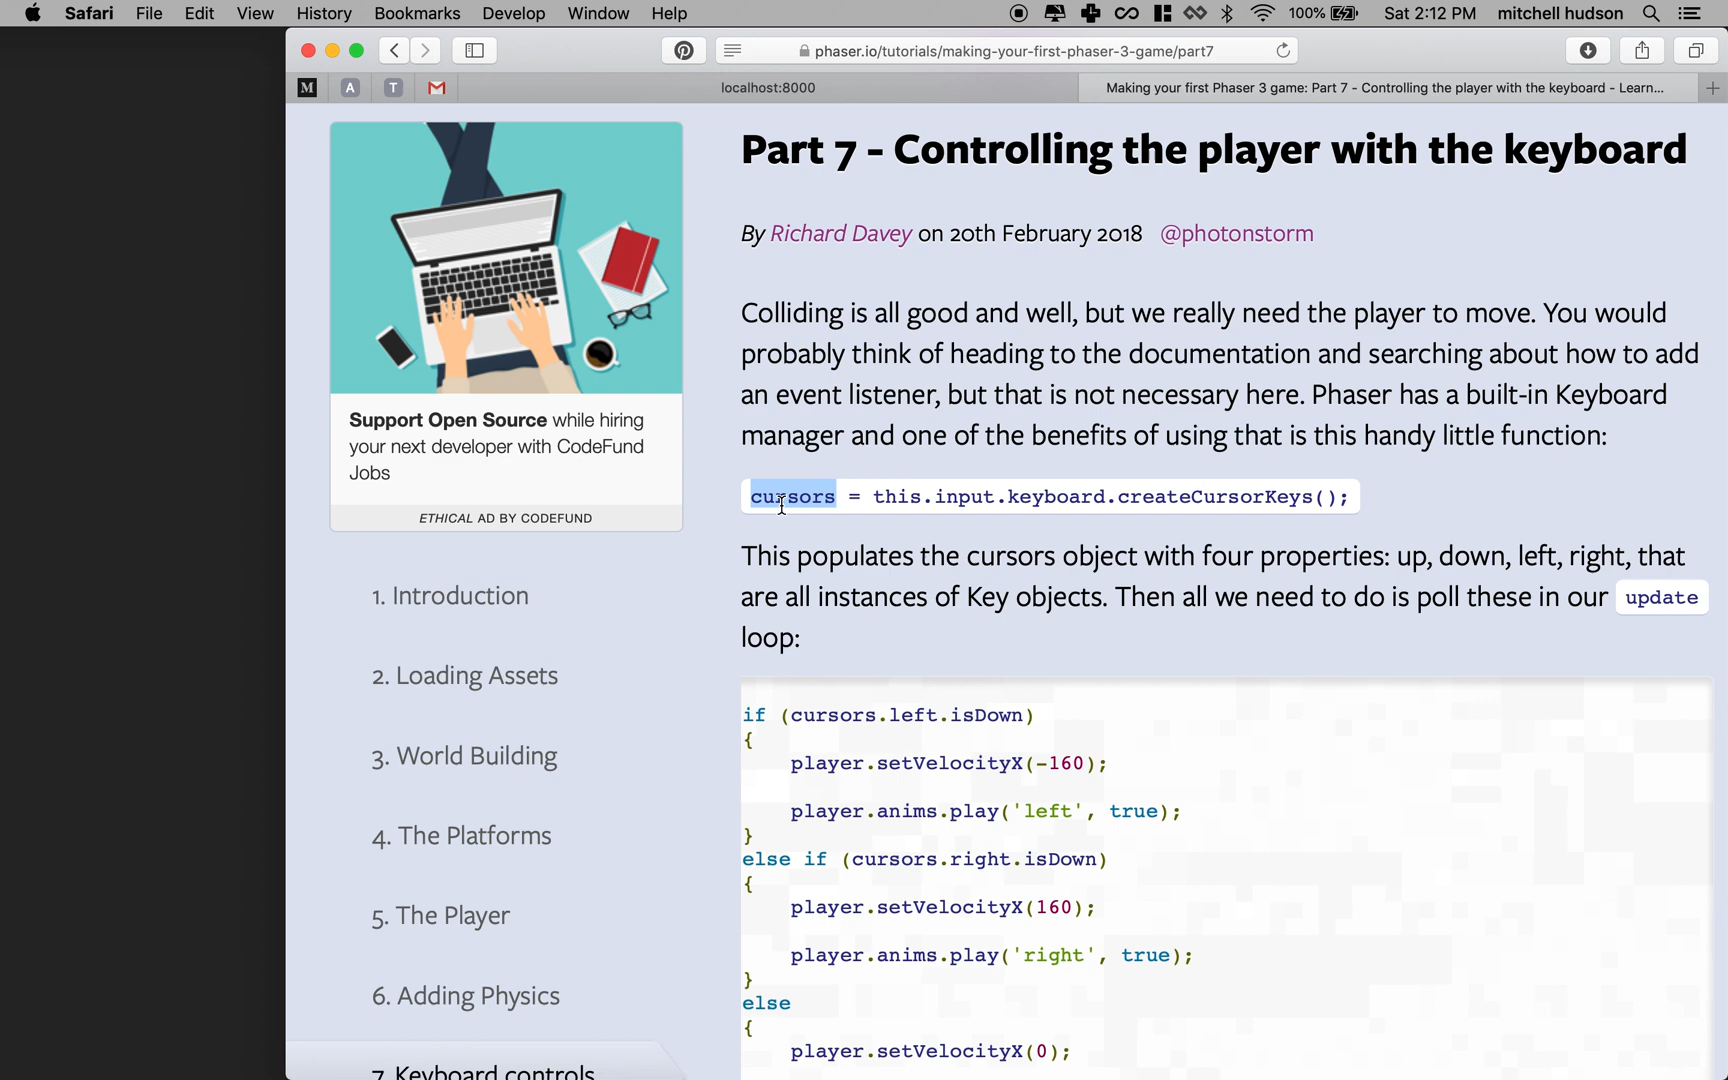 Safari File Edit View History Bookmarks Develop Window Help 100% Sat 2:12 PM mitchell hudson
phaser.io/tutorials/making-your-first-phaser-3-game/part7
M A T M localhost:8000 Making your first Phaser 3 game: Part 7 - Controlling the player with the keyboard - Learn...
Support Open Source while hiring
your next developer with CodeFund
Jobs
ETHICAL AD BY CODEFUND
1. Introduction
2. Loading Assets
3. World Building
4. The Platforms
5. The Player
6. Adding Physics
7. Keyboard controls
Part 7 - Controlling the player with the keyboard
By Richard Davey on 20th February 2018 @photonstorm
Colliding is all good and well, but we really need the player to move. You would
probably think of heading to the documentation and searching about how to add
an event listener, but that is not necessary here. Phaser has a built-in Keyboard
manager and one of the benefits of using that is this handy little function:
cursors = this.input.keyboard.createCursorKeys();
This populates the cursors object with four properties: up, down, left, right, that
are all instances of Key objects. Then all we need to do is poll these in our update
loop:
if (cursors.left.isDown)
{
player.setVelocityX(-160);
player.anims.play('left', true);
}
else if (cursors.right.isDown)
{
player.setVelocityX(160);
player.anims.play('right', true);
}
else
{
player.setVelocityX(0);